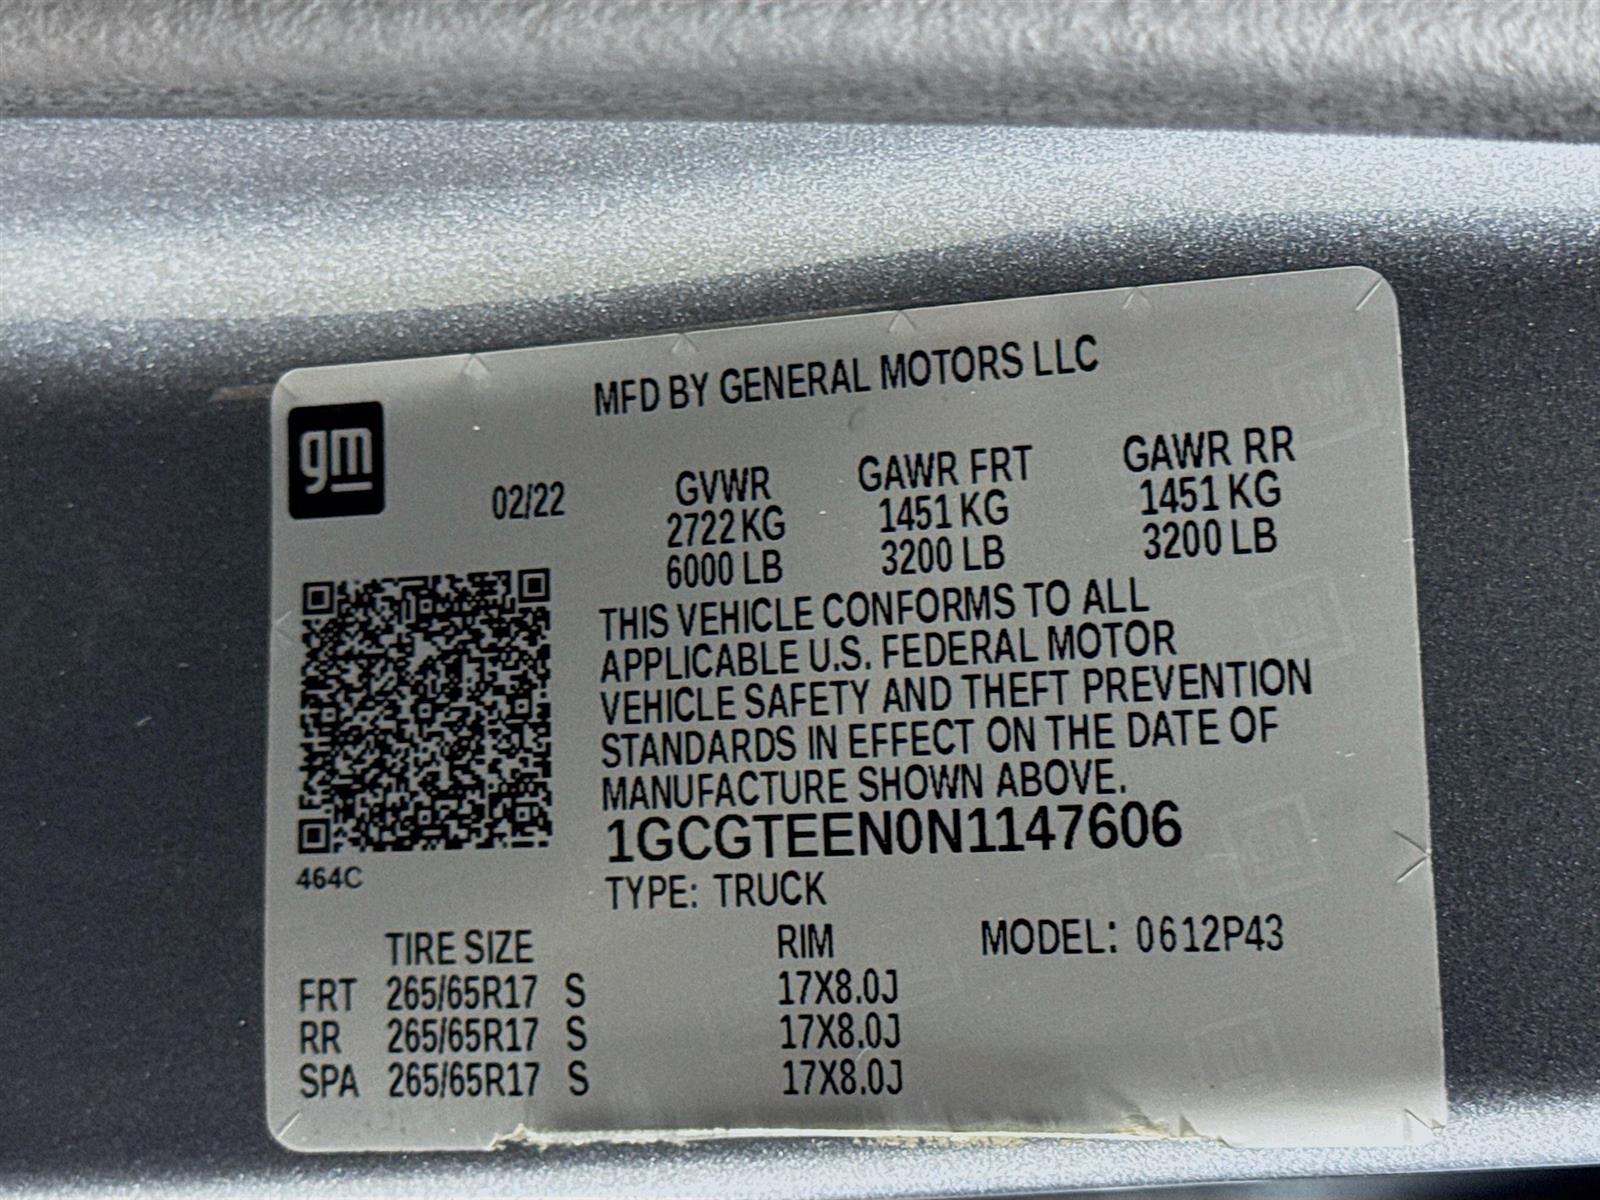 MFD BY GENERAL MOTORS LLC
gm
02/22
GVWR GAWR FRT GAWR RR
2722 KG 1451 KG 1451 KG
6000 LB 3200 LB 3200 LB
THIS VEHICLE CONFORMS TO ALL
APPLICABLE U.S. FEDERAL MOTOR
VEHICLE SAFETY AND THEFT PREVENTION
STANDARDS IN EFFECT ON THE DATE OF
MANUFACTURE SHOWN ABOVE.
1GCGTEEN0N1147606
464C
TYPE: TRUCK
TIRE SIZE RIM MODEL: 0612P43
FRT 265/65R17 S 17X8.0J
RR 265/65R17 S 17X8.0J
SPA 265/65R17 S 17X8.0J